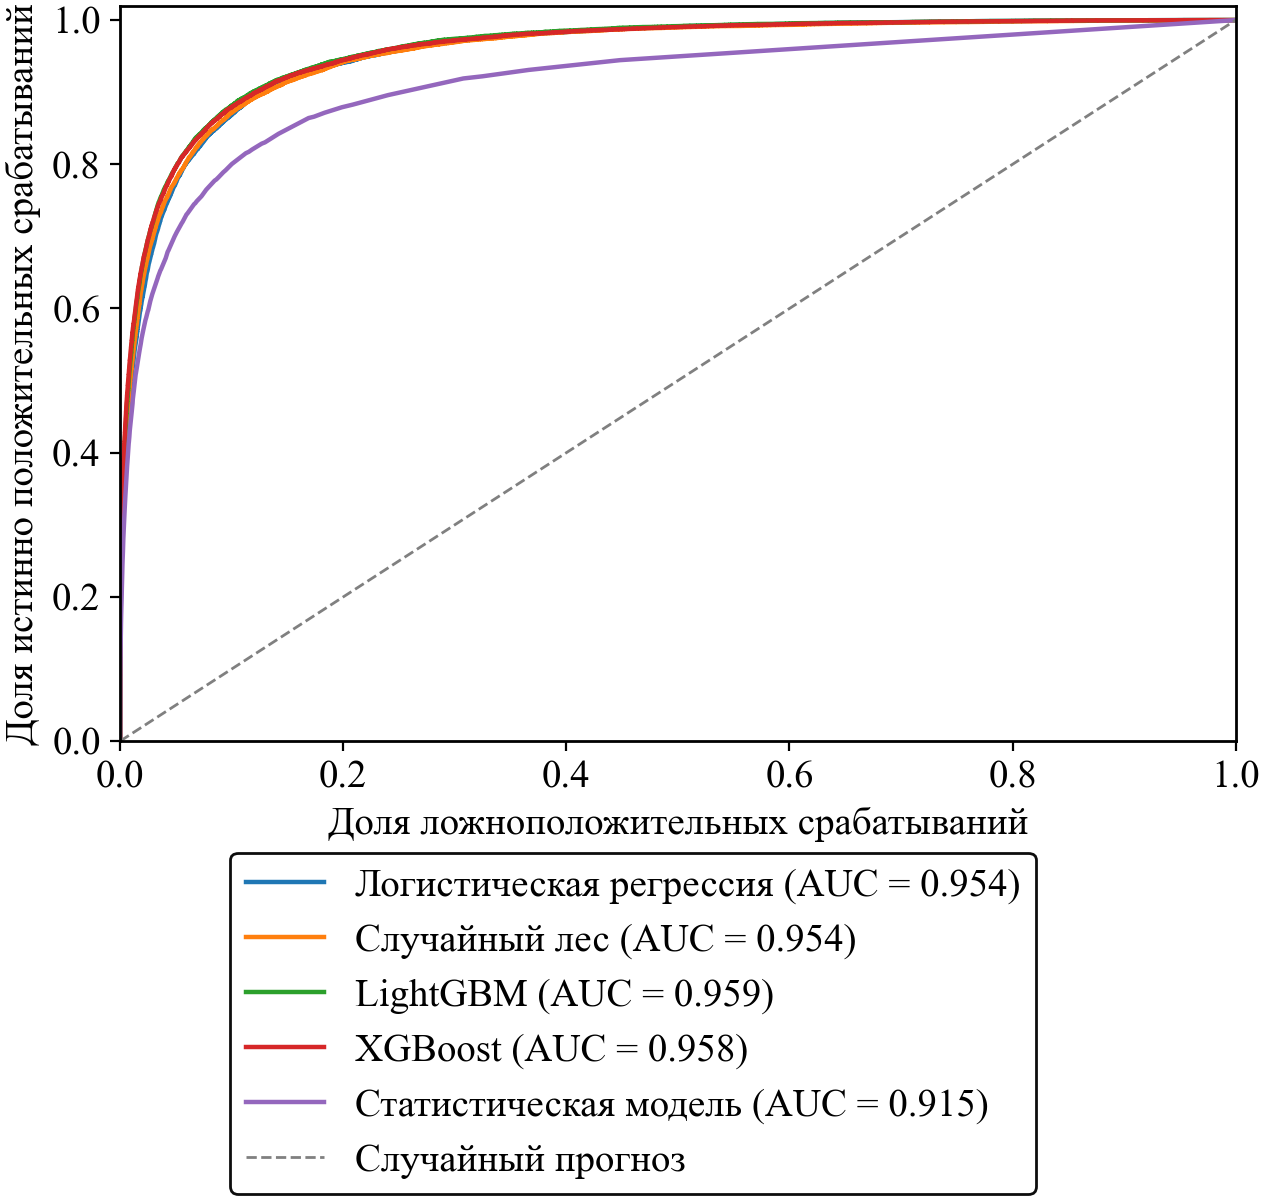 Доля истинно положительных срабатываний
1.0
0.8
0.6
0.4
0.2
0.0
0.0 0.2 0.4 0.6 0.8 1.0
Доля ложноположительных срабатываний
Логистическая регрессия (AUC = 0.954)
Случайный лес (AUC = 0.954)
LightGBM (AUC = 0.959)
XGBoost (AUC = 0.958)
Статистическая модель (AUC = 0.915)
Случайный прогноз